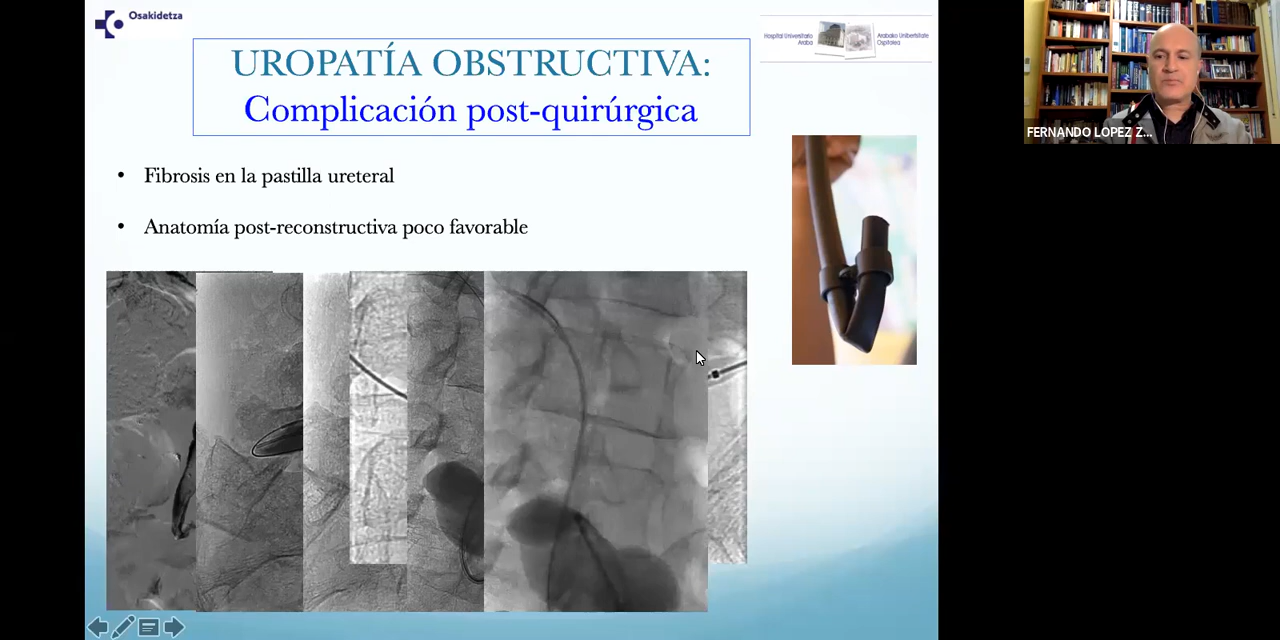 Osakidetza
UROPATÍA OBSTRUCTIVA:
Complicación post-quirúrgica
Hospital Universitario
Araba
Arabako Unibertsitate
Ospitalea
FERNANDO LOPEZ Z...
• Fibrosis en la pastilla ureteral
• Anatomía post-reconstructiva poco favorable